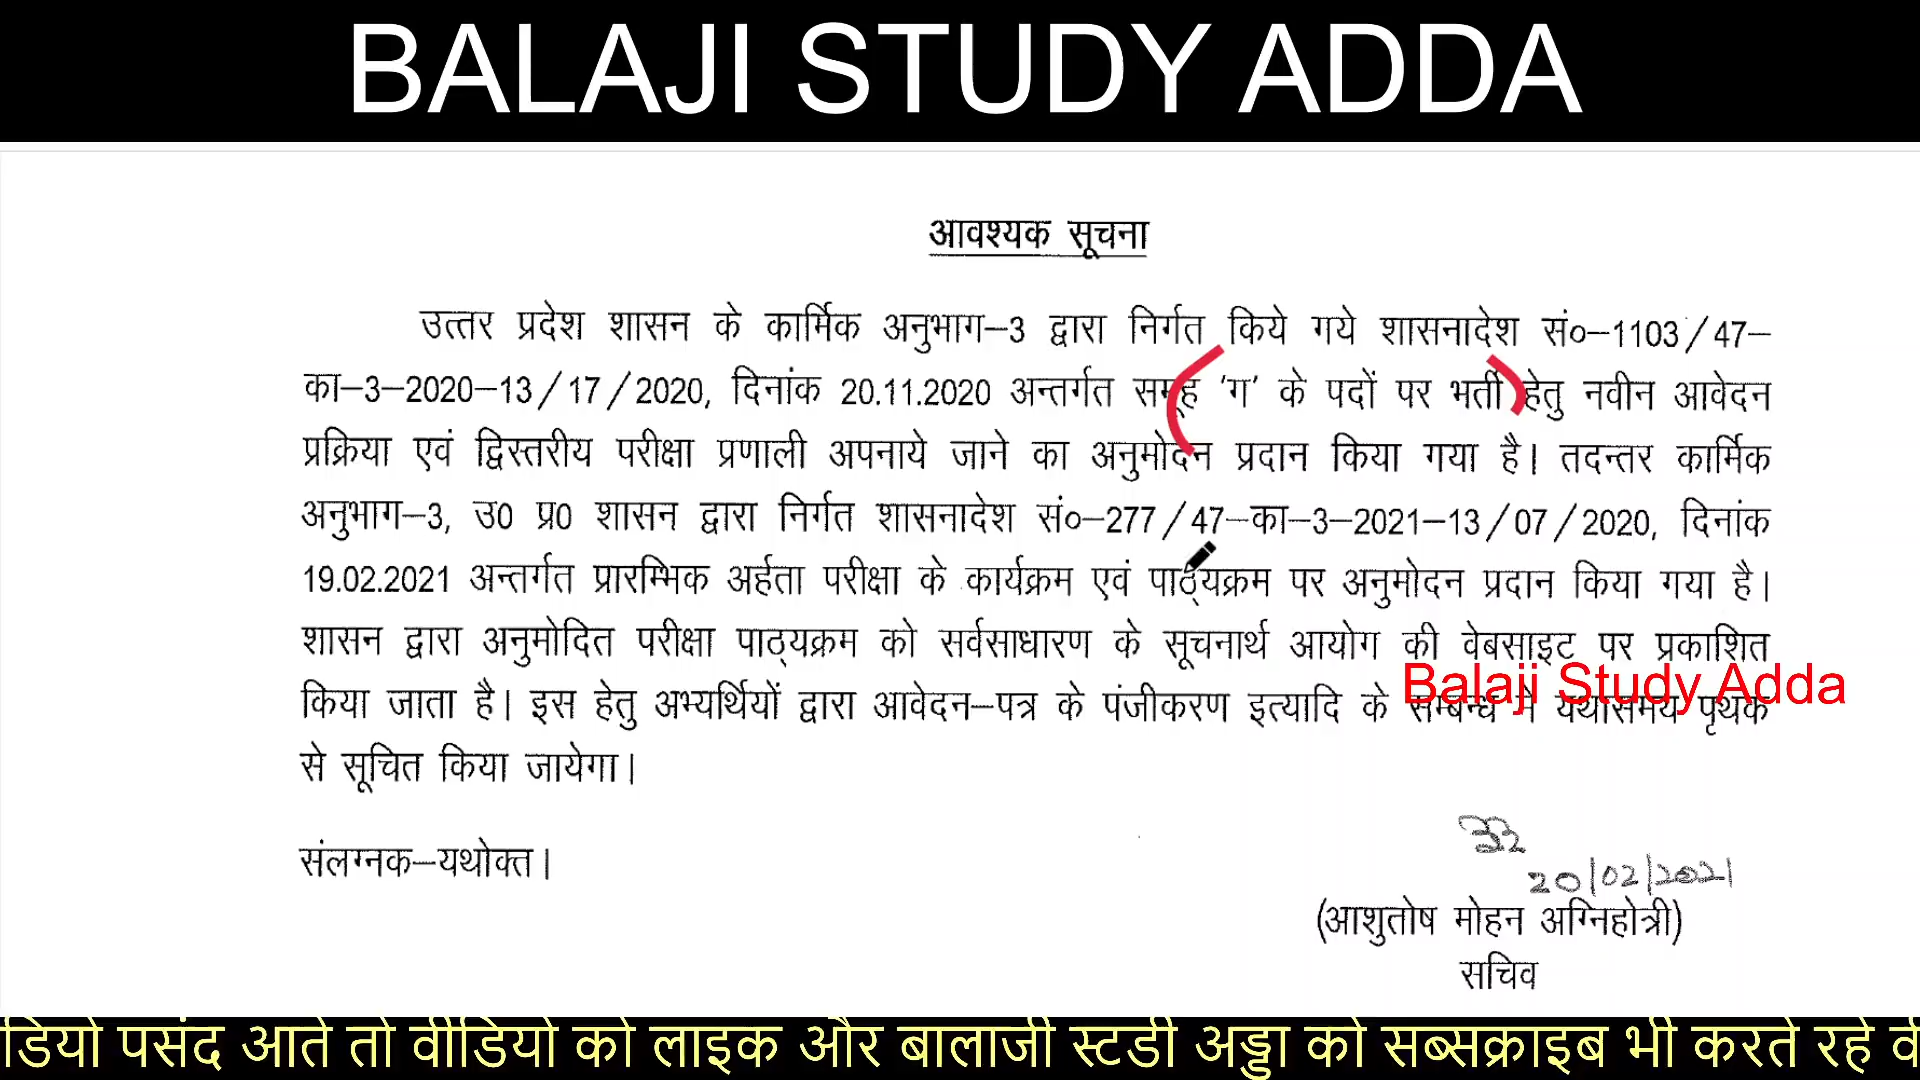 BALAJI STUDY ADDA
आवश्यक सूचना
उत्तर प्रदेश शासन के कार्मिक अनुभाग–3 द्वारा निर्गत किये गये शासनादेश सं०–1103/47–
का–3–2020–13/17/2020, दिनांक 20.11.2020 अन्तर्गत समूह 'ग' के पदों पर भर्ती हेतु नवीन आवेदन
प्रक्रिया एवं द्विस्तरीय परीक्षा प्रणाली अपनाये जाने का अनुमोदन प्रदान किया गया है। तदन्तर कार्मिक
अनुभाग–3, उ0 प्र0 शासन द्वारा निर्गत शासनादेश सं०–277/47–का–3–2021–13/07/2020, दिनांक
19.02.2021 अन्तर्गत प्रारम्भिक अर्हता परीक्षा के कार्यक्रम एवं पाठ्यक्रम पर अनुमोदन प्रदान किया गया है।
शासन द्वारा अनुमोदित परीक्षा पाठ्यक्रम को सर्वसाधारण के सूचनार्थ आयोग की वेबसाइट पर प्रकाशित
किया जाता है। इस हेतु अभ्यर्थियों द्वारा आवेदन–पत्र के पंजीकरण इत्यादि के सम्बन्ध में यथासमय पृथक
Balaji Study Adda
से सूचित किया जायेगा।
संलग्नक–यथोक्त।
20/02/2021
(आशुतोष मोहन अग्निहोत्री)
सचिव
डियो पसंद आते तो वीडियो को लाइक और बालाजी स्टडी अड्डा को सब्सक्राइब भी करते रहे